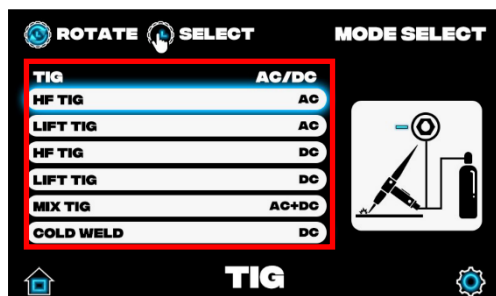 ROTATE SELECT MODE SELECT
TIG AC/DC
HF TIG AC
LIFT TIG AC
HF TIG DC
LIFT TIG DC
MIX TIG AC+DC
COLD WELD DC
TIG